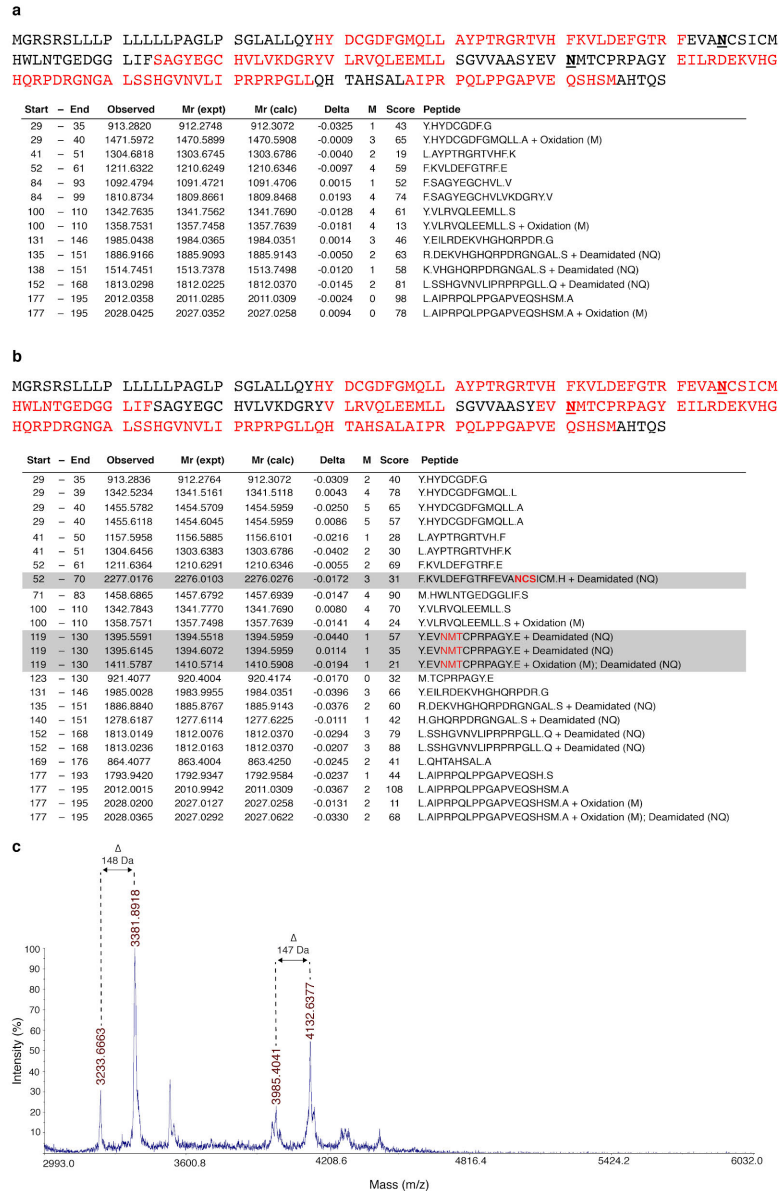 a
MGRSRSLLLP LLLLLPAGLP SGLALLQYHY DCGDFGMQLL AYPTRGRTVH FKVLDEFGTR FEVANCSICM
HWLNTGEDGG LIFSAGYEGC HVLVKDGRYV LRVQLEEMLL SGVVAASYEV NMTCPRPAGY EILRDEKVHG
HQRPDRGNGA LSSHGVNVLI PRPRPGLLQH TAHSALAIPR PQLPPGAPVE QSHSMAHTQS
Start – End Observed Mr (expt) Mr (calc) Delta M Score Peptide
29 – 35 913.2820 912.2748 912.3072 -0.0325 1 43 Y.HYDCGDF.G
29 – 40 1471.5972 1470.5899 1470.5908 -0.0009 3 65 Y.HYDCGDFGMQLL.A + Oxidation (M)
41 – 51 1304.6818 1303.6745 1303.6786 -0.0040 2 19 L.AYPTRGRTVHF.K
52 – 61 1211.6322 1210.6249 1210.6346 -0.0097 4 59 F.KVLDEFGTRF.E
84 – 93 1092.4794 1091.4721 1091.4706 0.0015 1 52 F.SAGYEGCHVL.V
84 – 99 1810.8734 1809.8661 1809.8468 0.0193 4 74 F.SAGYEGCHVLVKDGRY.V
100 – 110 1342.7635 1341.7562 1341.7690 -0.0128 4 61 Y.VLRVQLEEMLL.S
100 – 110 1358.7531 1357.7458 1357.7639 -0.0181 4 13 Y.VLRVQLEEMLL.S + Oxidation (M)
131 – 146 1985.0438 1984.0365 1984.0351 0.0014 3 46 Y.EILRDEKVHGHQRPDR.G
135 – 151 1886.9166 1885.9093 1885.9143 -0.0050 2 63 R.DEKVHGHQRPDRGNGAL.S + Deamidated (NQ)
138 – 151 1514.7451 1513.7378 1513.7498 -0.0120 1 58 K.VHGHQRPDRGNGAL.S + Deamidated (NQ)
152 – 168 1813.0298 1812.0225 1812.0370 -0.0145 2 81 L.SSHGVNVLIPRPRPGLL.Q + Deamidated (NQ)
177 – 195 2012.0358 2011.0285 2011.0309 -0.0024 0 98 L.AIPRPQLPPGAPVEQSHSM.A
177 – 195 2028.0425 2027.0352 2027.0258 0.0094 0 78 L.AIPRPQLPPGAPVEQSHSM.A + Oxidation (M)
b
MGRSRSLLLP LLLLLPAGLP SGLALLQYHY DCGDFGMQLL AYPTRGRTVH FKVLDEFGTR FEVANCSICM
HWLNTGEDGG LIFSAGYEGC HVLVKDGRYV LRVQLEEMLL SGVVAASYEV NMTCPRPAGY EILRDEKVHG
HQRPDRGNGA LSSHGVNVLI PRPRPGLLQH TAHSALAIPR PQLPPGAPVE QSHSMAHTQS
Start – End Observed Mr (expt) Mr (calc) Delta M Score Peptide
29 – 35 913.2836 912.2764 912.3072 -0.0309 2 40 Y.HYDCGDF.G
29 – 39 1342.5234 1341.5161 1341.5118 0.0043 4 78 Y.HYDCGDFGMQL.L
29 – 40 1455.5782 1454.5709 1454.5959 -0.0250 5 65 Y.HYDCGDFGMQLL.A
29 – 40 1455.6118 1454.6045 1454.5959 0.0086 5 57 Y.HYDCGDFGMQLL.A
41 – 50 1157.5958 1156.5885 1156.6101 -0.0216 1 28 L.AYPTRGRTVH.F
41 – 51 1304.6456 1303.6383 1303.6786 -0.0402 2 30 L.AYPTRGRTVHF.K
52 – 61 1211.6364 1210.6291 1210.6346 -0.0055 2 69 F.KVLDEFGTRF.E
52 – 70 2277.0176 2276.0103 2276.0276 -0.0172 3 31 F.KVLDEFGTRFEVANCSICM.H + Deamidated (NQ)
71 – 83 1458.6865 1457.6792 1457.6939 -0.0147 4 90 M.HWLNTGEDGGLIF.S
100 – 110 1342.7843 1341.7770 1341.7690 0.0080 4 70 Y.VLRVQLEEMLL.S
100 – 110 1358.7571 1357.7498 1357.7639 -0.0141 4 24 Y.VLRVQLEEMLL.S + Oxidation (M)
119 – 130 1395.5591 1394.5518 1394.5959 -0.0440 1 57 Y.EVNMTCPRPAGY.E + Deamidated (NQ)
119 – 130 1395.6145 1394.6072 1394.5959 0.0114 1 35 Y.EVNMTCPRPAGY.E + Deamidated (NQ)
119 – 130 1411.5787 1410.5714 1410.5908 -0.0194 1 21 Y.EVNMTCPRPAGY.E + Oxidation (M); Deamidated (NQ)
123 – 130 921.4077 920.4004 920.4174 -0.0170 0 32 M.TCPRPAGY.E
131 – 146 1985.0028 1983.9955 1984.0351 -0.0396 3 66 Y.EILRDEKVHGHQRPDR.G
135 – 151 1886.8840 1885.8767 1885.9143 -0.0376 2 60 R.DEKVHGHQRPDRGNGAL.S + Deamidated (NQ)
140 – 151 1278.6187 1277.6114 1277.6225 -0.0111 1 42 H.GHQRPDRGNGAL.S + Deamidated (NQ)
152 – 168 1813.0149 1812.0076 1812.0370 -0.0294 3 79 L.SSHGVNVLIPRPRPGLL.Q + Deamidated (NQ)
152 – 168 1813.0236 1812.0163 1812.0370 -0.0207 3 88 L.SSHGVNVLIPRPRPGLL.Q + Deamidated (NQ)
169 – 176 864.4077 863.4004 863.4250 -0.0245 2 41 L.QHTAHSAL.A
177 – 193 1793.9420 1792.9347 1792.9584 -0.0237 1 44 L.AIPRPQLPPGAPVEQSH.S
177 – 195 2012.0015 2010.9942 2011.0309 -0.0367 2 108 L.AIPRPQLPPGAPVEQSHSM.A
177 – 195 2028.0200 2027.0127 2027.0258 -0.0131 2 11 L.AIPRPQLPPGAPVEQSHSM.A + Oxidation (M)
177 – 195 2028.0365 2027.0292 2027.0622 -0.0330 2 68 L.AIPRPQLPPGAPVEQSHSM.A + Oxidation (M); Deamidated (NQ)
c
Δ
148 Da
Δ
147 Da
3233.6663
3381.8918
3985.4041
4132.6377
100
90
80
70
60
50
40
30
20
10
Intensity (%)
2993.0 3600.8 4208.6 4816.4 5424.2 6032.0
Mass (m/z)